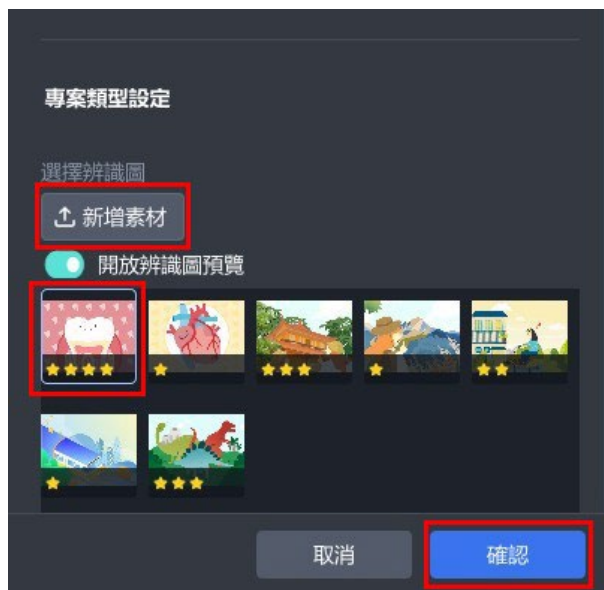 專案類型設定
選擇辨識圖
新增素材
開放辨識圖預覽
取消
確認